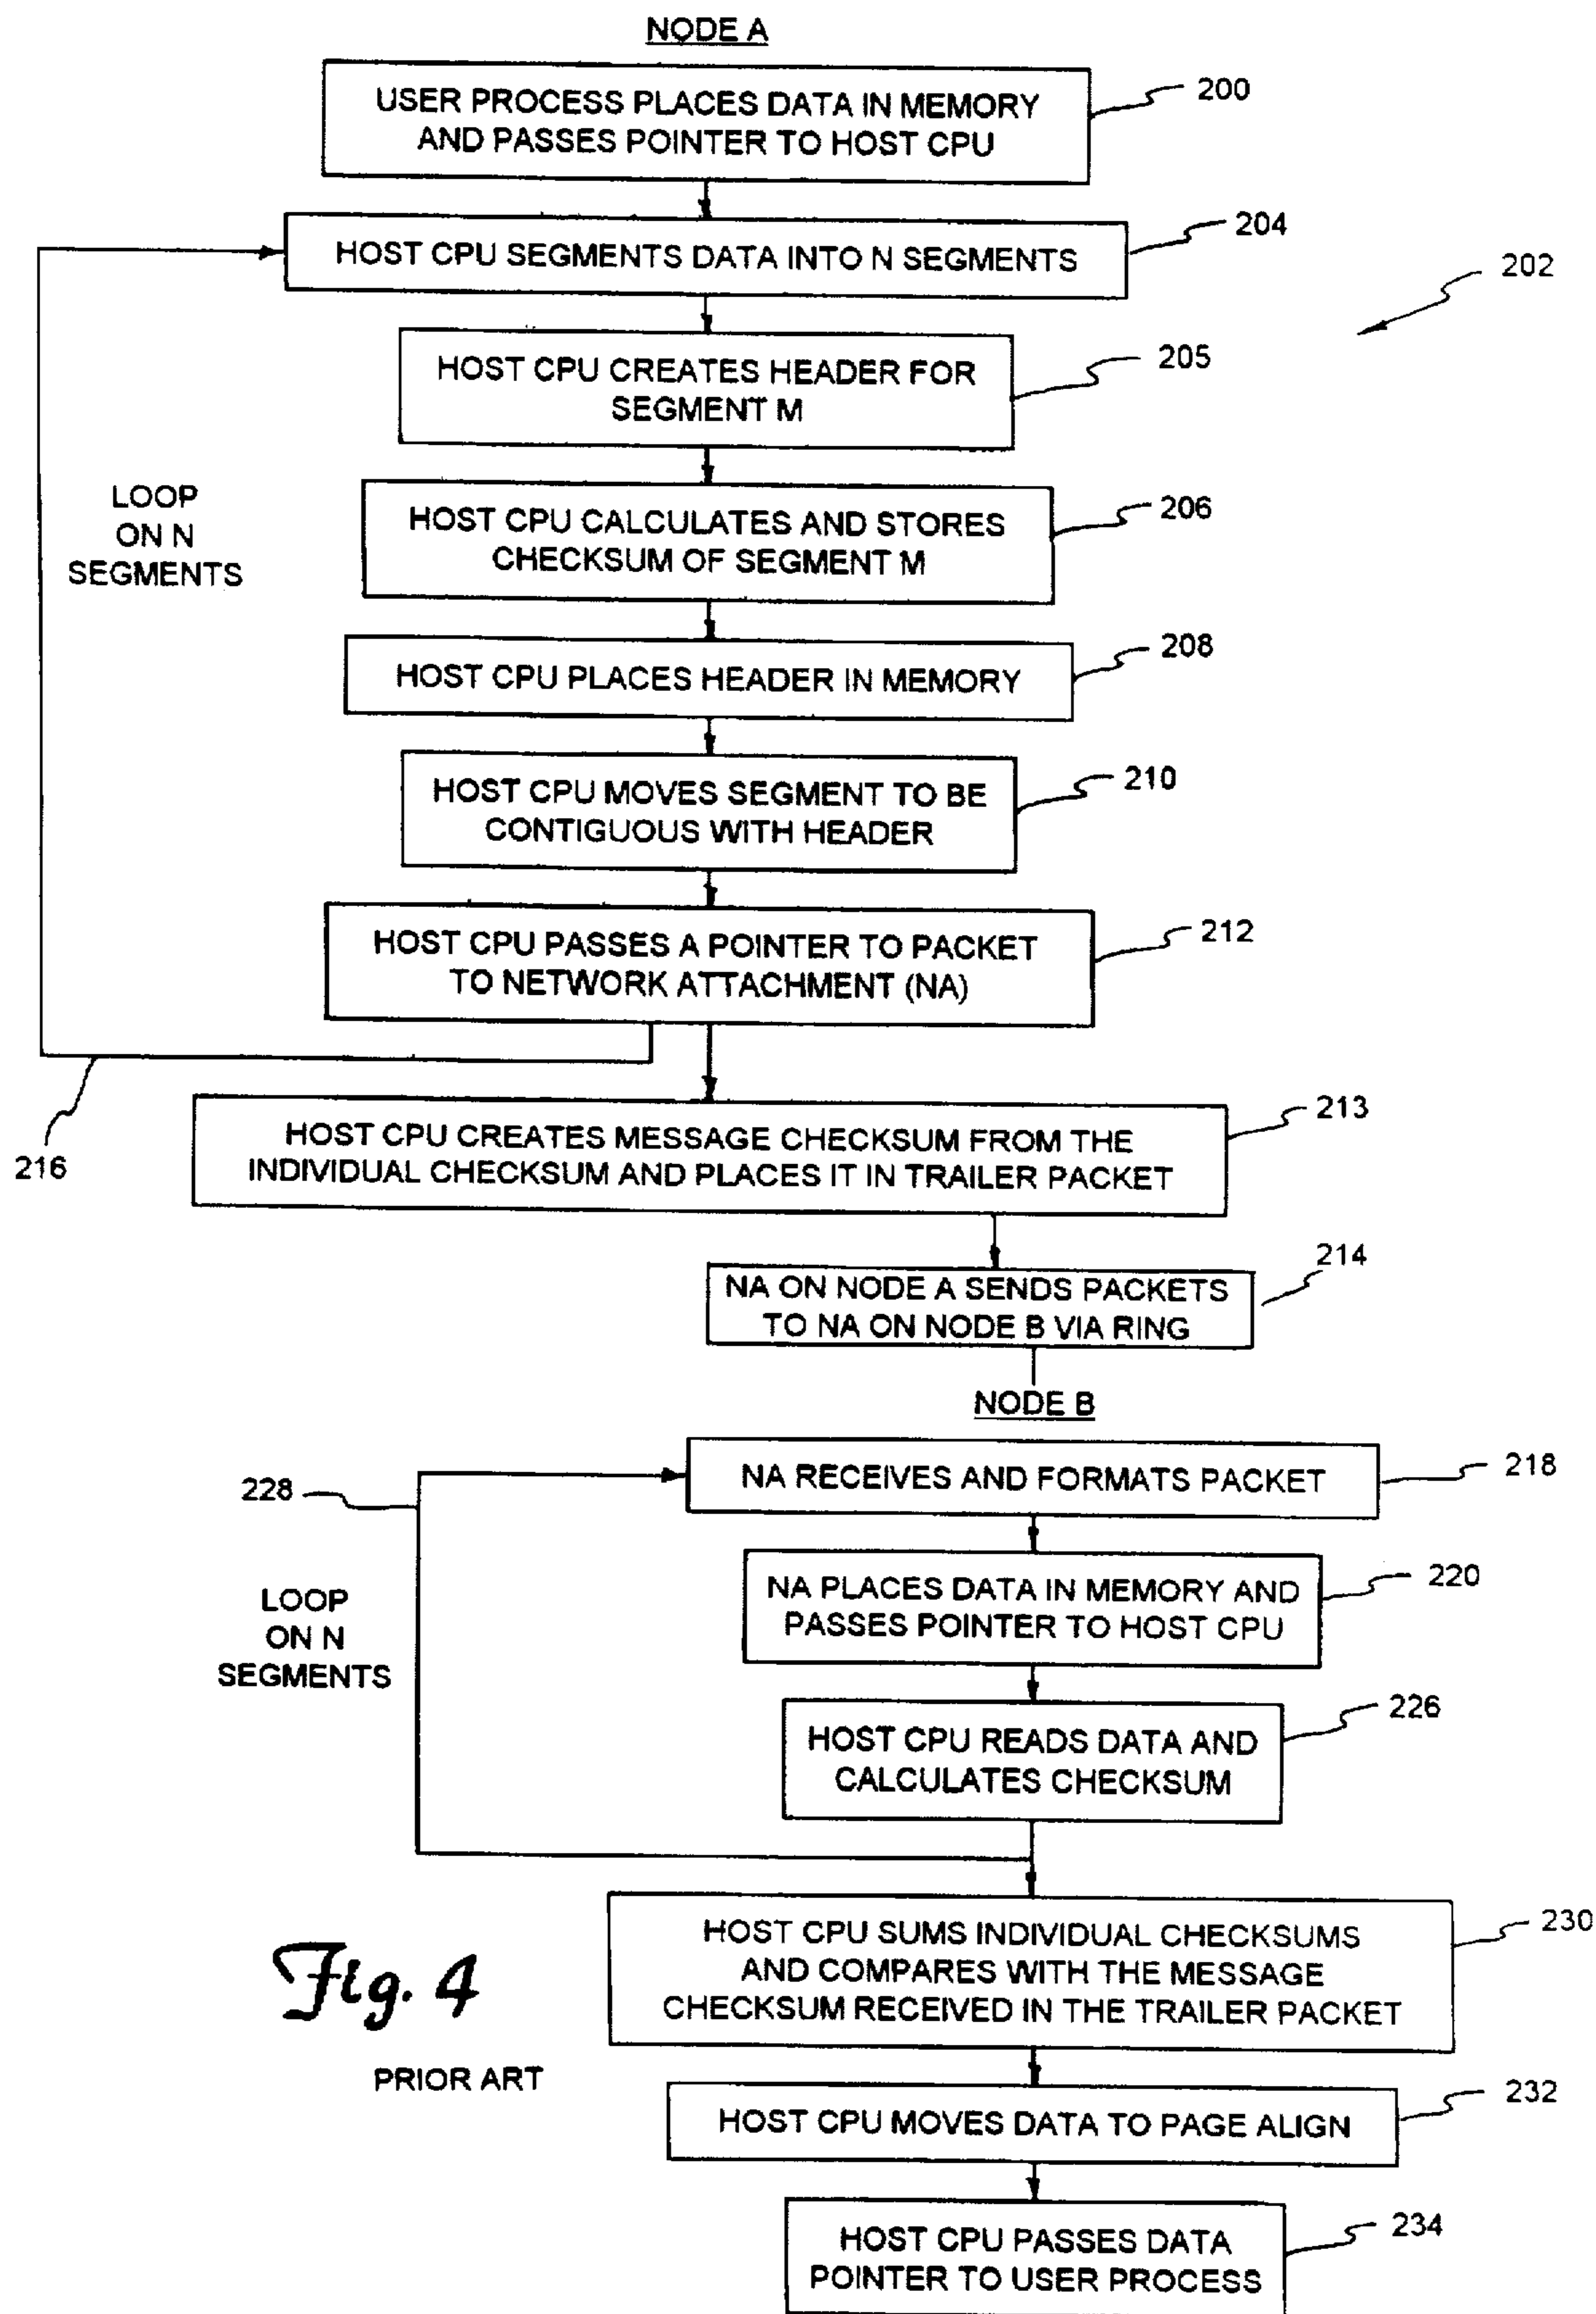 NODE A
USER PROCESS PLACES DATA IN MEMORY
AND PASSES POINTER TO HOST CPU
200
HOST CPU SEGMENTS DATA INTO N SEGMENTS
204
202
HOST CPU CREATES HEADER FOR
SEGMENT M
205
LOOP
ON N
SEGMENTS
HOST CPU CALCULATES AND STORES
CHECKSUM OF SEGMENT M
206
HOST CPU PLACES HEADER IN MEMORY
208
HOST CPU MOVES SEGMENT TO BE
CONTIGUOUS WITH HEADER
210
HOST CPU PASSES A POINTER TO PACKET
TO NETWORK ATTACHMENT (NA)
212
216
HOST CPU CREATES MESSAGE CHECKSUM FROM THE
INDIVIDUAL CHECKSUM AND PLACES IT IN TRAILER PACKET
213
NA ON NODE A SENDS PACKETS
TO NA ON NODE B VIA RING
214
NODE B
NA RECEIVES AND FORMATS PACKET
218
228
LOOP
ON N
SEGMENTS
NA PLACES DATA IN MEMORY AND
PASSES POINTER TO HOST CPU
220
HOST CPU READS DATA AND
CALCULATES CHECKSUM
226
HOST CPU SUMS INDIVIDUAL CHECKSUMS
AND COMPARES WITH THE MESSAGE
CHECKSUM RECEIVED IN THE TRAILER PACKET
230
Fig. 4
PRIOR ART
HOST CPU MOVES DATA TO PAGE ALIGN
232
HOST CPU PASSES DATA
POINTER TO USER PROCESS
234